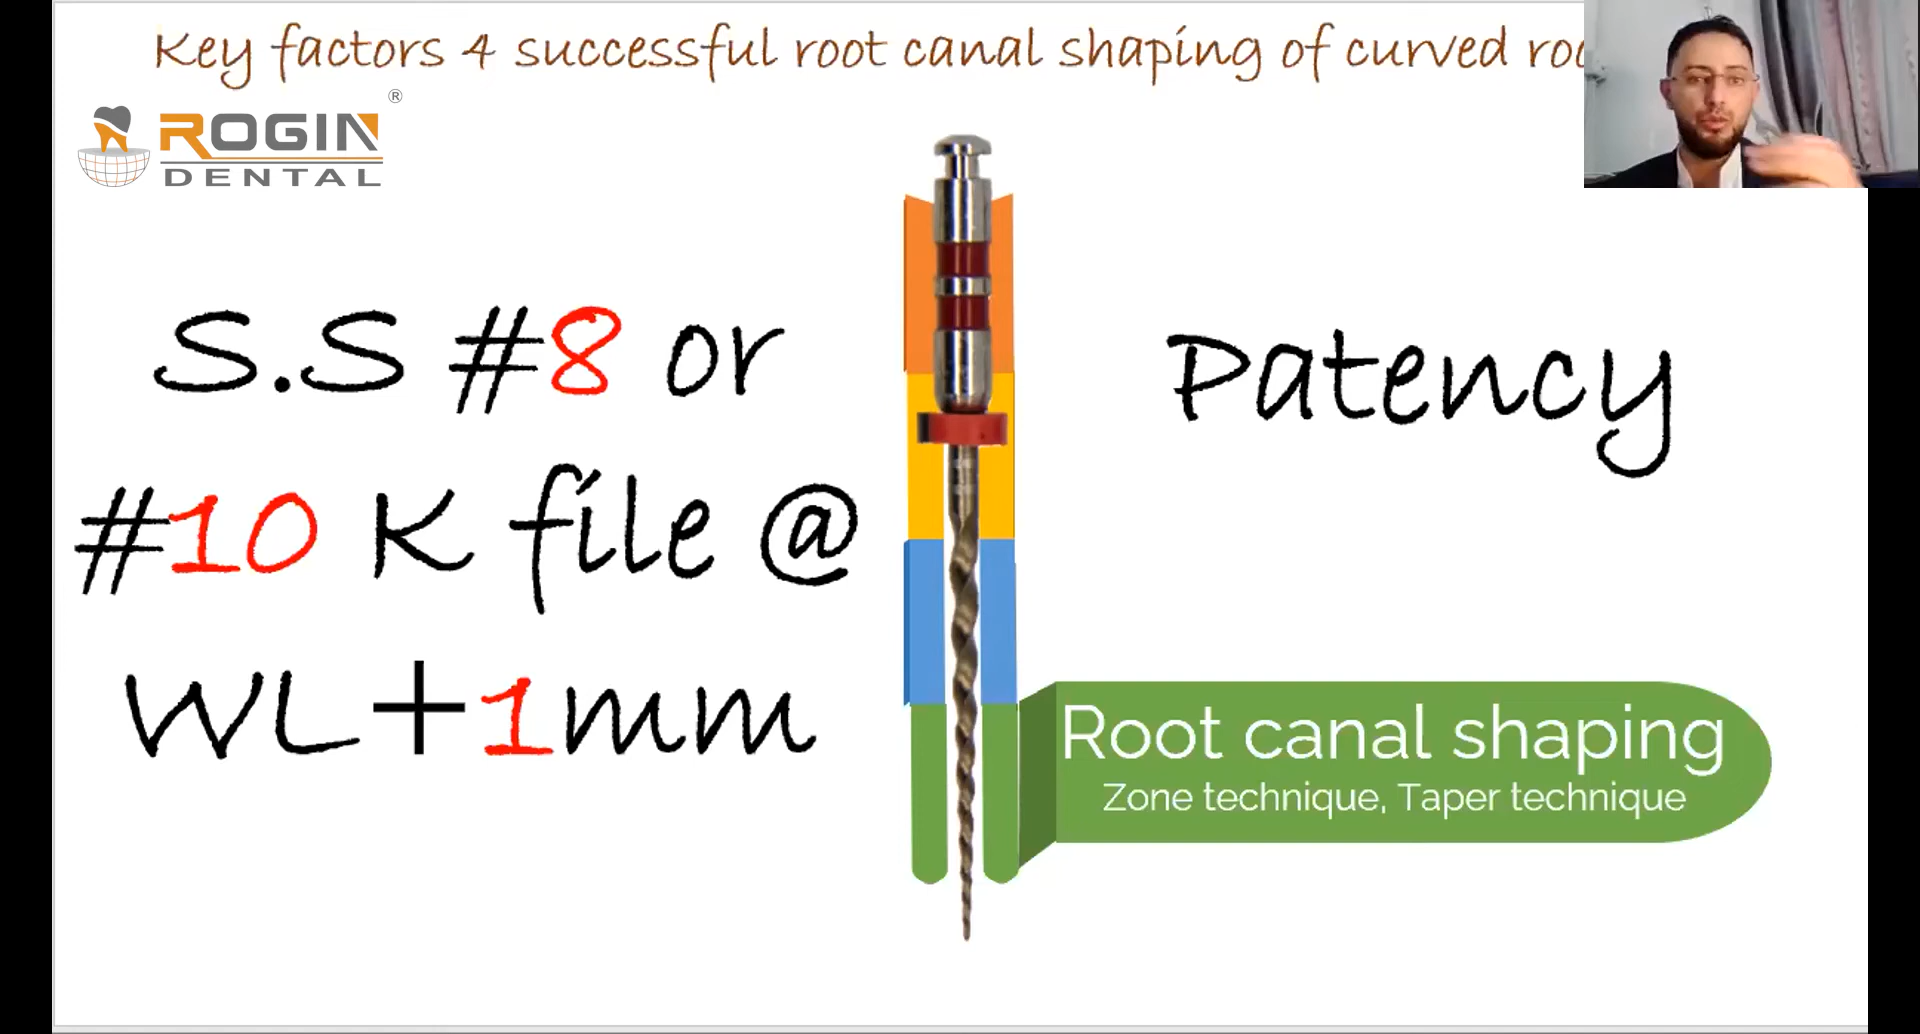 Key factors 4 successful root canal shaping of curved
ROGIN®
DENTAL
S.S #8 or
#10 K file @
WL+1mm
Patency
Root canal shaping
Zone technique, Taper technique